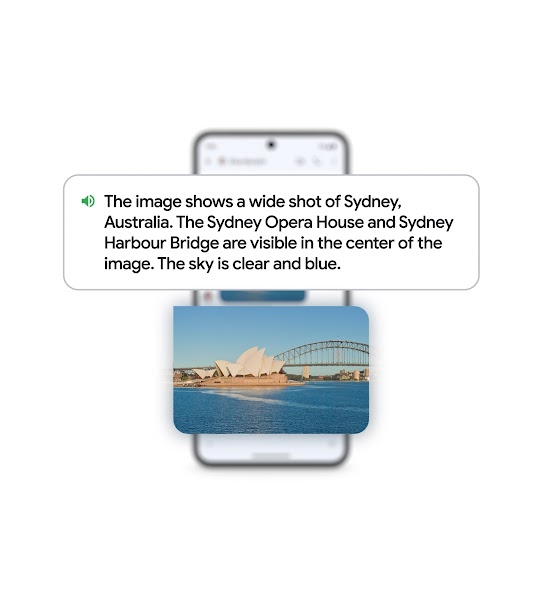 The image shows a wide shot of Sydney,
Australia. The Sydney Opera House and Sydney
Harbour Bridge are visible in the center of the
image. The sky is clear and blue.